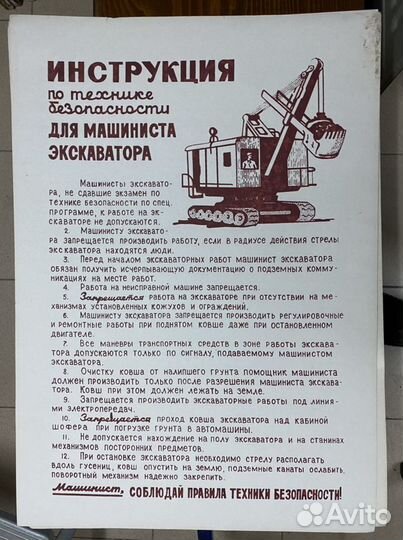 ИНСТРУКЦИЯ
по технике
безопасности
ДЛЯ МАШИНИСТА
ЭКСКАВАТОРА
Машинисты экскавато-
ра, не сдавшие экзамен по
технике безопасности по спец.
программе, к работе на эк-
скаваторе не допускаются.
2. Машинисту экскавато-
ра запрещается производить работу, если в радиусе действия стрелы
экскаватора находятся люди.
3. Перед началом экскаваторных работ машинист экскаватора
обязан получить исчерпывающую документацию о подземных комму-
никациях на месте работ.
4. Работа на неисправной машине запрещается.
5. Запрещается работа на экскаваторе при отсутствии на ме-
ханизмах установленных кожухов и ограждений.
6. Машинисту экскаватора запрещается производить регулировочные
и ремонтные работы при поднятом ковше даже при остановленном
двигателе.
7. Все маневры транспортных средств в зоне работы экскава-
тора допускаются только по сигналу, подаваемому машинистом
экскаватора.
8. Очистку ковша от налипшего грунта помощник машиниста
должен производить только после разрешения машиниста экскава-
тора. Ковш при этом должен лежать на земле.
9. Запрещается производить экскаваторные работы под лини-
ями электропередач.
10. Запрещается проход ковша экскаватора над кабиной
шофера при погрузке грунта в автомашины.
11. Не допускается нахождение на полу экскаватора и на станинах
механизмов посторонних предметов.
12. При остановке экскаватора необходимо стрелу располагать
вдоль гусениц, ковш опустить на землю, подземные канаты ослабить,
поворотный механизм надежно закрепить.
Машинист, СОБЛЮДАЙ ПРАВИЛА ТЕХНИКИ БЕЗОПАСНОСТИ!
Avito